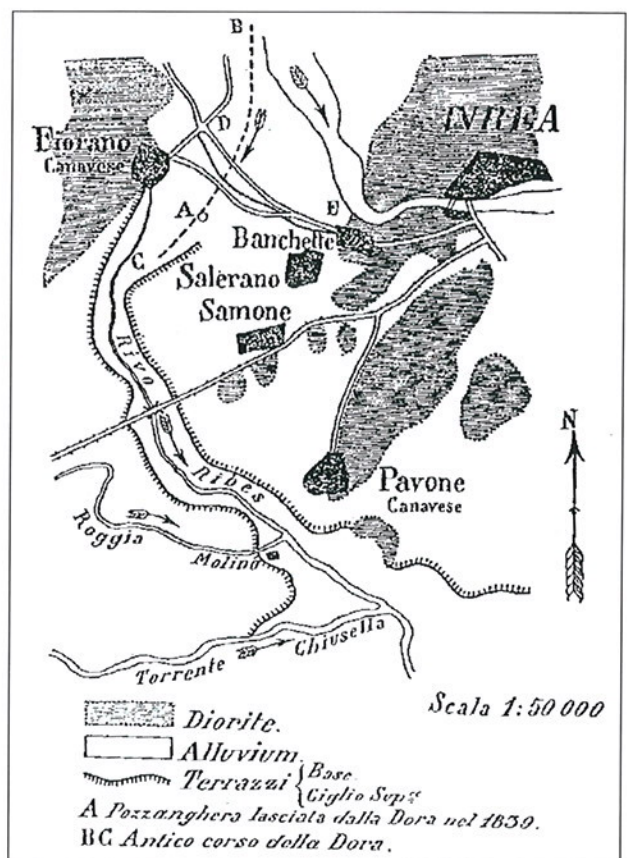 B
IVREA
D
Fiorano
Canavese
A
E
Banchette
C
Salerano
Samone
Rivo
Ribes
N
Pavone
Canavese
Roggia
Molino
Torrente Chiusella
Scala 1:50 000
Diorite.
Alluvium.
Terrazzi { Base
Ciglio Sup.re
A Pozzanghera lasciata dalla Dora nel 1839.
BC Antico corso della Dora.